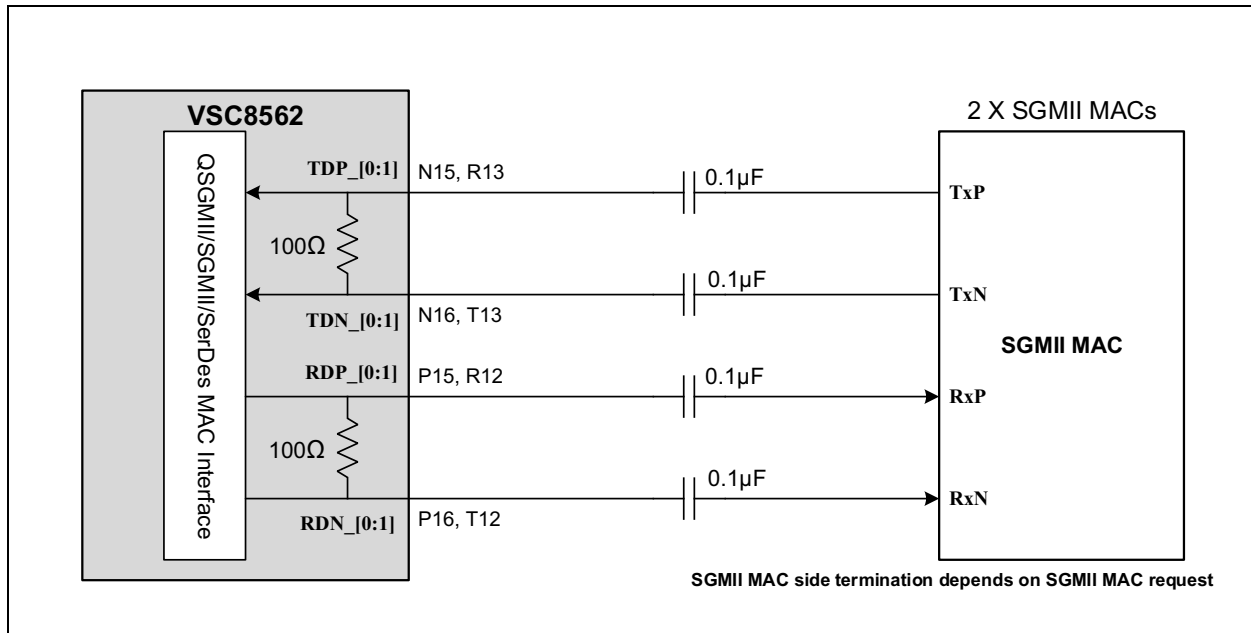 VSC8562
2 X SGMII MACs
QSGMII/SGMII/SerDes MAC Interface
TDP_[0:1]
N15, R13
0.1µF
TxP
100Ω
0.1µF
TxN
TDN_[0:1]
N16, T13
SGMII MAC
RDP_[0:1]
P15, R12
0.1µF
RxP
100Ω
0.1µF
RxN
RDN_[0:1]
P16, T12
SGMII MAC side termination depends on SGMII MAC request